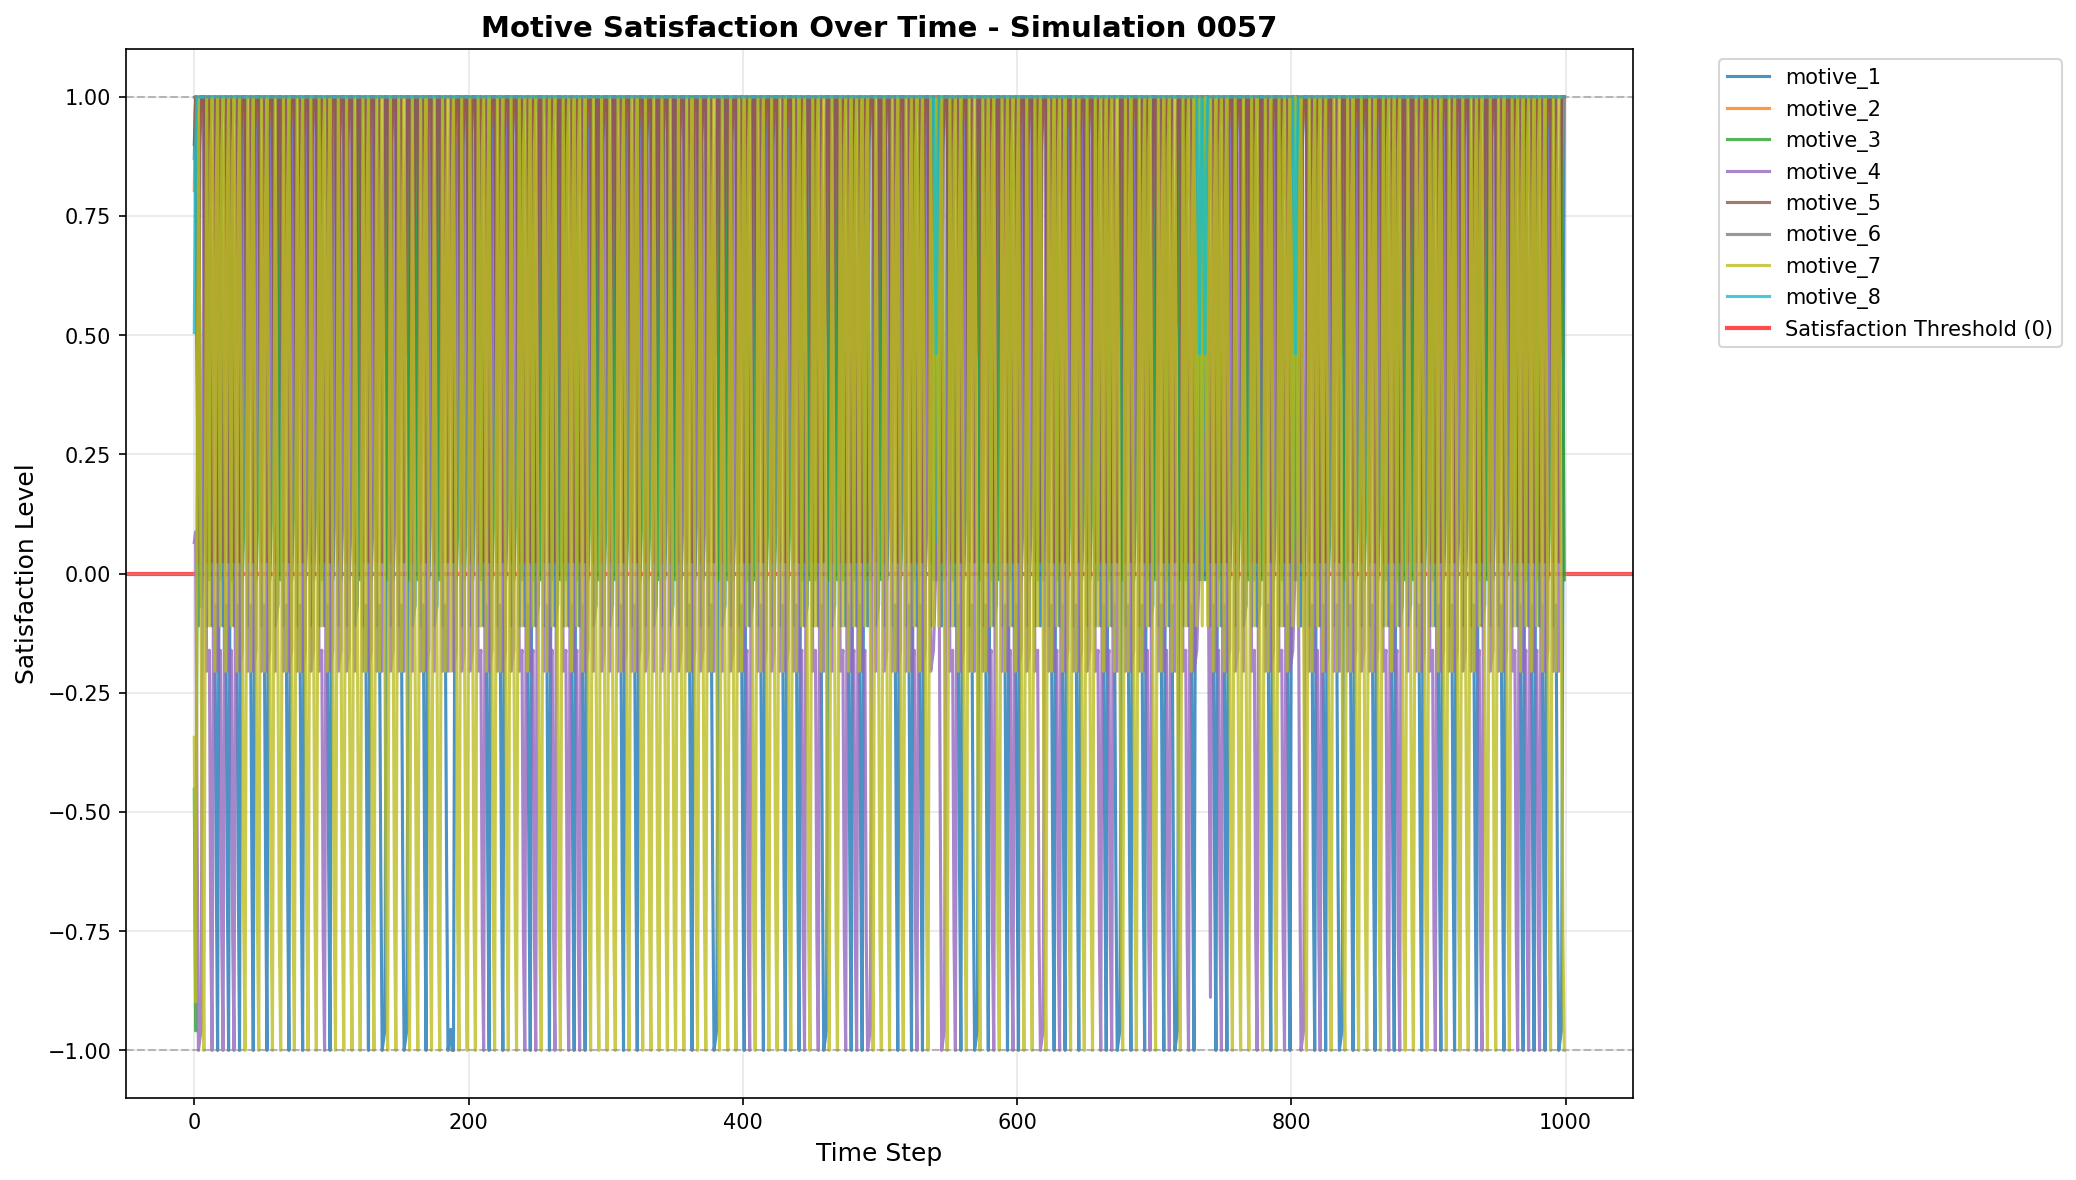 Motive Satisfaction Over Time - Simulation 0057
Satisfaction Level
1.00
0.75
0.50
0.25
0.00
−0.25
−0.50
−0.75
−1.00
0
200
400
600
800
1000
Time Step
motive_1
motive_2
motive_3
motive_4
motive_5
motive_6
motive_7
motive_8
Satisfaction Threshold (0)